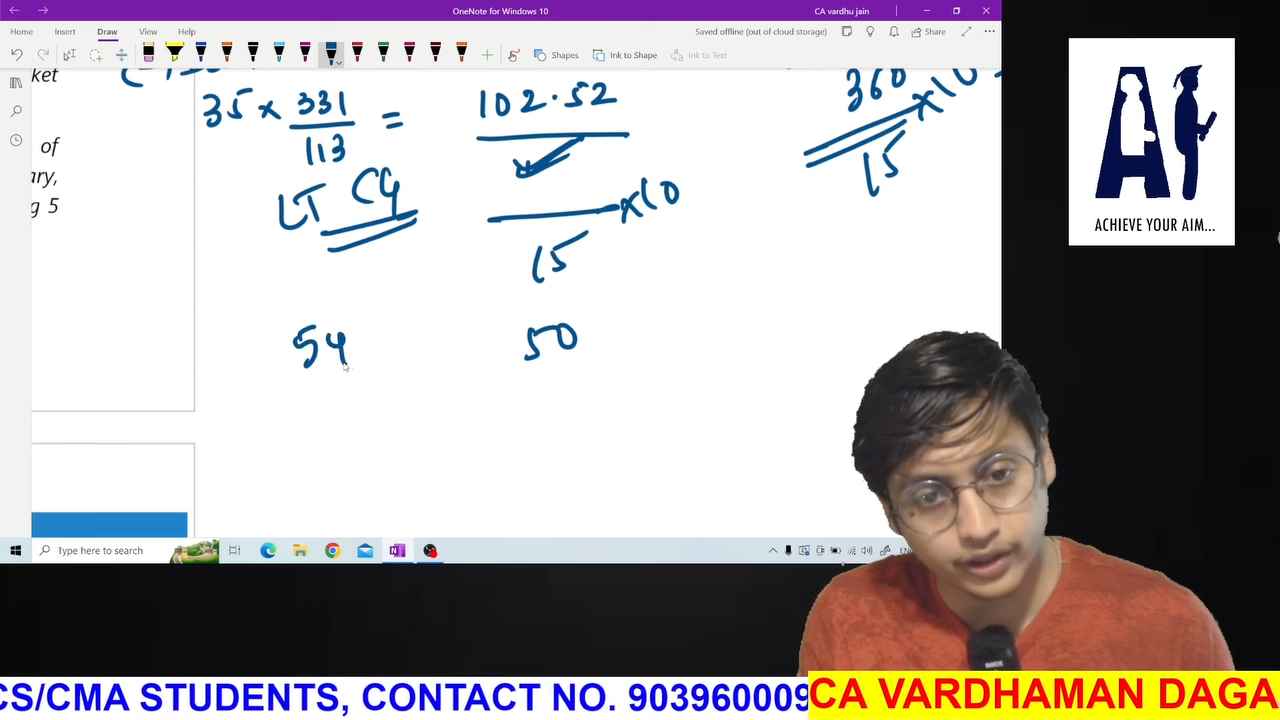 OneNote for Windows 10
CA vardhu jain
Home Insert Draw View Help
Saved offline (out of cloud storage)
Share
Shapes
Ink to Shape
Ink to Text
ket
of
ary,
g 5
35 × 331/113 = 102.52
LT CG
15 ×10
360
15 ×10
54 50
ACHIEVE YOUR AIM...
Type here to search
CS/CMA STUDENTS, CONTACT NO. 903960009
CA VARDHAMAN DAGA